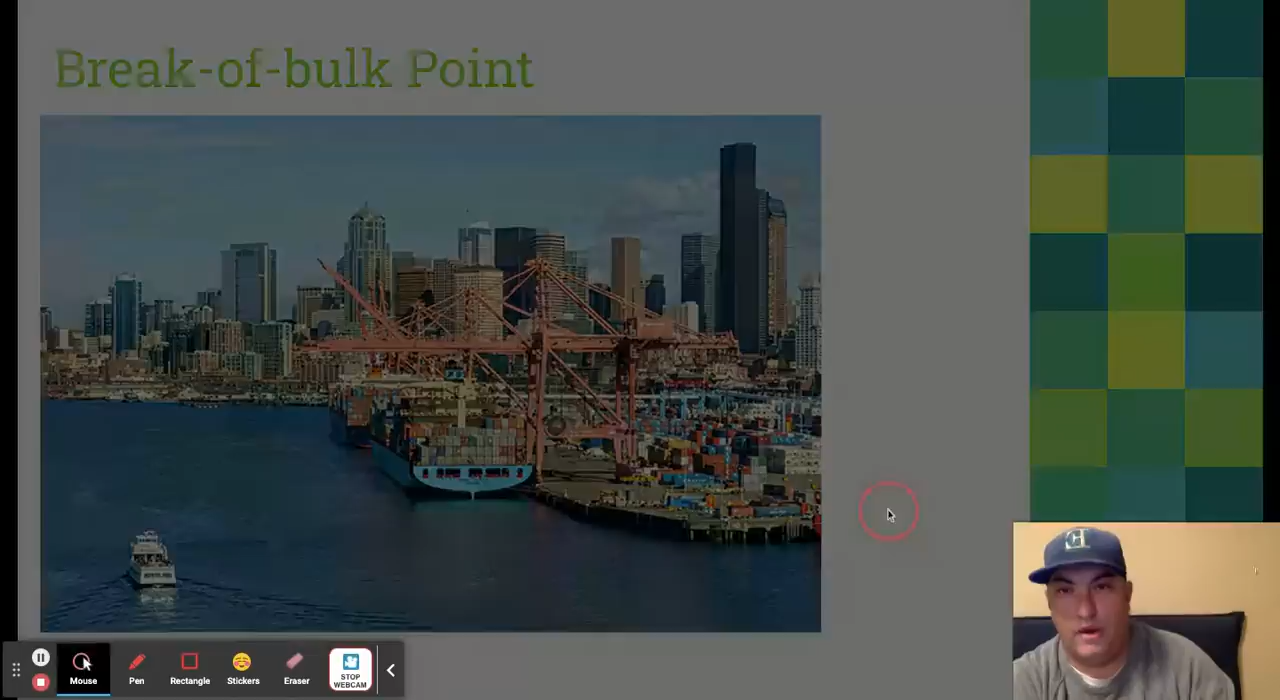 Break-of-bulk Point
Mouse
Pen
Rectangle
Stickers
Eraser
STOP
WEBCAM